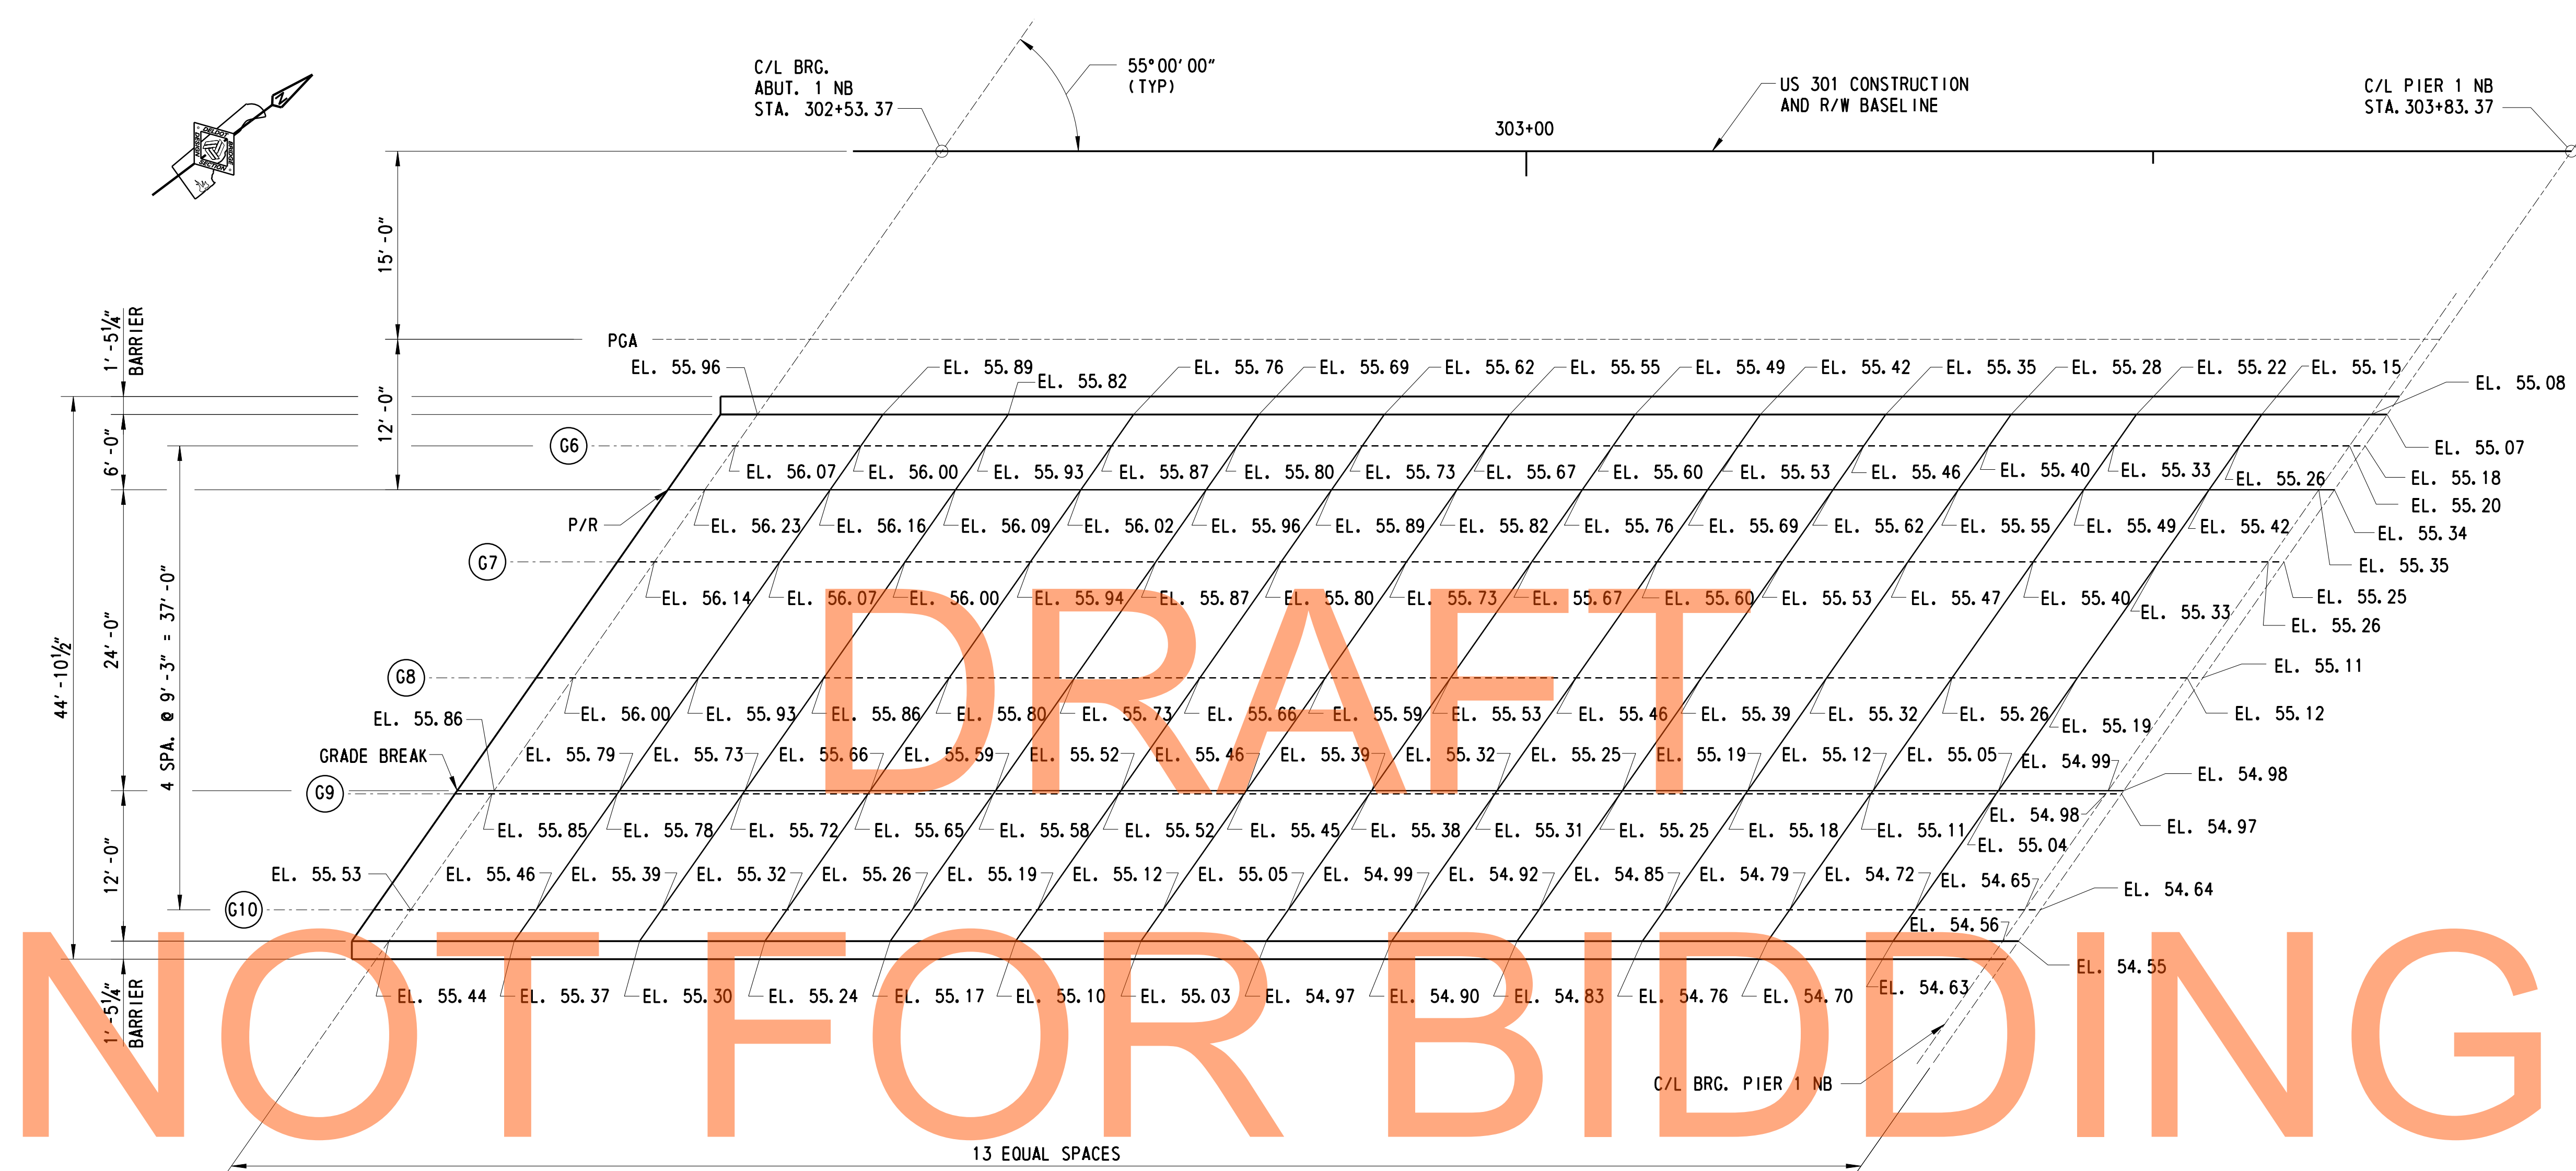 C/L BRG.
ABUT. 1 NB
STA. 302+53.37
55°00'00"
(TYP)
US 301 CONSTRUCTION
AND R/W BASELINE
C/L PIER 1 NB
STA. 303+83.37
303+00
N
DELDOT
BRIDGE
DESIGN
SECTION
15'-0"
12'-0"
1'-5¼"
BARRIER
6'-0"
24'-0"
12'-0"
1'-5¼"
BARRIER
44'-10½"
4 SPA. @ 9'-3" = 37'-0"
PGA
EL. 55.96
EL. 55.89
EL. 55.82
EL. 55.76
EL. 55.69
EL. 55.62
EL. 55.55
EL. 55.49
EL. 55.42
EL. 55.35
EL. 55.28
EL. 55.22
EL. 55.15
EL. 55.08
EL. 55.07
G6
EL. 56.07
EL. 56.00
EL. 55.93
EL. 55.87
EL. 55.80
EL. 55.73
EL. 55.67
EL. 55.60
EL. 55.53
EL. 55.46
EL. 55.40
EL. 55.33
EL. 55.26
EL. 55.18
EL. 55.20
P/R
EL. 56.23
EL. 56.16
EL. 56.09
EL. 56.02
EL. 55.96
EL. 55.89
EL. 55.82
EL. 55.76
EL. 55.69
EL. 55.62
EL. 55.55
EL. 55.49
EL. 55.42
EL. 55.34
EL. 55.35
G7
EL. 56.14
EL. 56.07
EL. 56.00
EL. 55.94
EL. 55.87
EL. 55.80
EL. 55.73
EL. 55.67
EL. 55.60
EL. 55.53
EL. 55.47
EL. 55.40
EL. 55.33
EL. 55.25
EL. 55.26
G8
EL. 56.00
EL. 55.93
EL. 55.86
EL. 55.80
EL. 55.73
EL. 55.66
EL. 55.59
EL. 55.53
EL. 55.46
EL. 55.39
EL. 55.32
EL. 55.26
EL. 55.19
EL. 55.11
EL. 55.12
GRADE BREAK
EL. 55.86
EL. 55.79
EL. 55.73
EL. 55.66
EL. 55.59
EL. 55.52
EL. 55.46
EL. 55.39
EL. 55.32
EL. 55.25
EL. 55.19
EL. 55.12
EL. 55.05
EL. 54.99
EL. 54.98
G9
EL. 55.85
EL. 55.78
EL. 55.72
EL. 55.65
EL. 55.58
EL. 55.52
EL. 55.45
EL. 55.38
EL. 55.31
EL. 55.25
EL. 55.18
EL. 55.11
EL. 55.04
EL. 54.98
EL. 54.97
G10
EL. 55.53
EL. 55.46
EL. 55.39
EL. 55.32
EL. 55.26
EL. 55.19
EL. 55.12
EL. 55.05
EL. 54.99
EL. 54.92
EL. 54.85
EL. 54.79
EL. 54.72
EL. 54.65
EL. 54.64
EL. 55.44
EL. 55.37
EL. 55.30
EL. 55.24
EL. 55.17
EL. 55.10
EL. 55.03
EL. 54.97
EL. 54.90
EL. 54.83
EL. 54.76
EL. 54.70
EL. 54.63
EL. 54.56
EL. 54.55
C/L BRG. PIER 1 NB
13 EQUAL SPACES
DRAFT
NOT FOR BIDDING